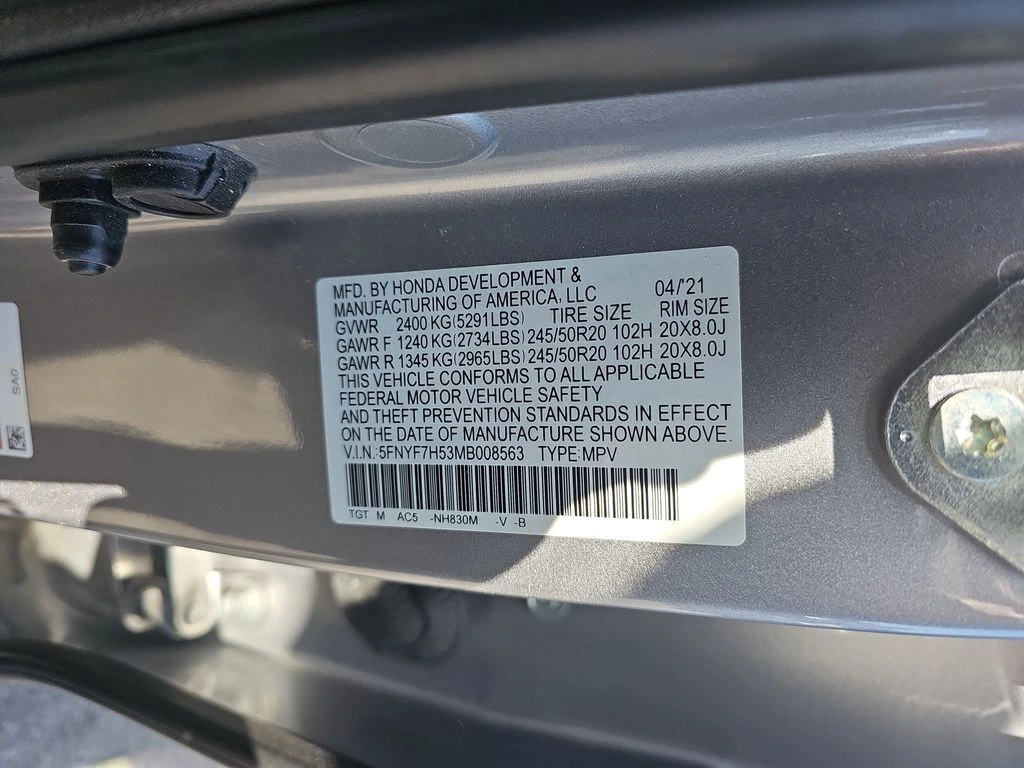 MFD. BY HONDA DEVELOPMENT &
MANUFACTURING OF AMERICA, LLC 04/'21
GVWR 2400 KG(5291LBS) TIRE SIZE RIM SIZE
GAWR F 1240 KG(2734LBS) 245/50R20 102H 20X8.0J
GAWR R 1345 KG(2965LBS) 245/50R20 102H 20X8.0J
THIS VEHICLE CONFORMS TO ALL APPLICABLE
FEDERAL MOTOR VEHICLE SAFETY
AND THEFT PREVENTION STANDARDS IN EFFECT
ON THE DATE OF MANUFACTURE SHOWN ABOVE.
V.I.N.:5FNYF7H53MB008563 TYPE:MPV
TGT M AC5 -NH830M -V -B
SA0